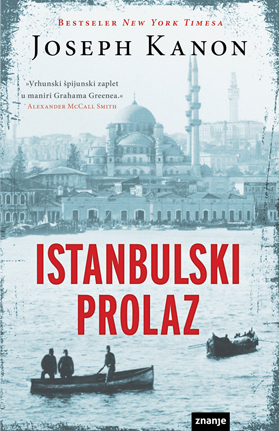 BESTSELER NEW YORK TIMESA
JOSEPH KANON
»Vrhunski špijunski zaplet
u maniri Grahama Greenea.«
ALEXANDER MCCALL SMITH
ISTANBULSKI
PROLAZ
znanje